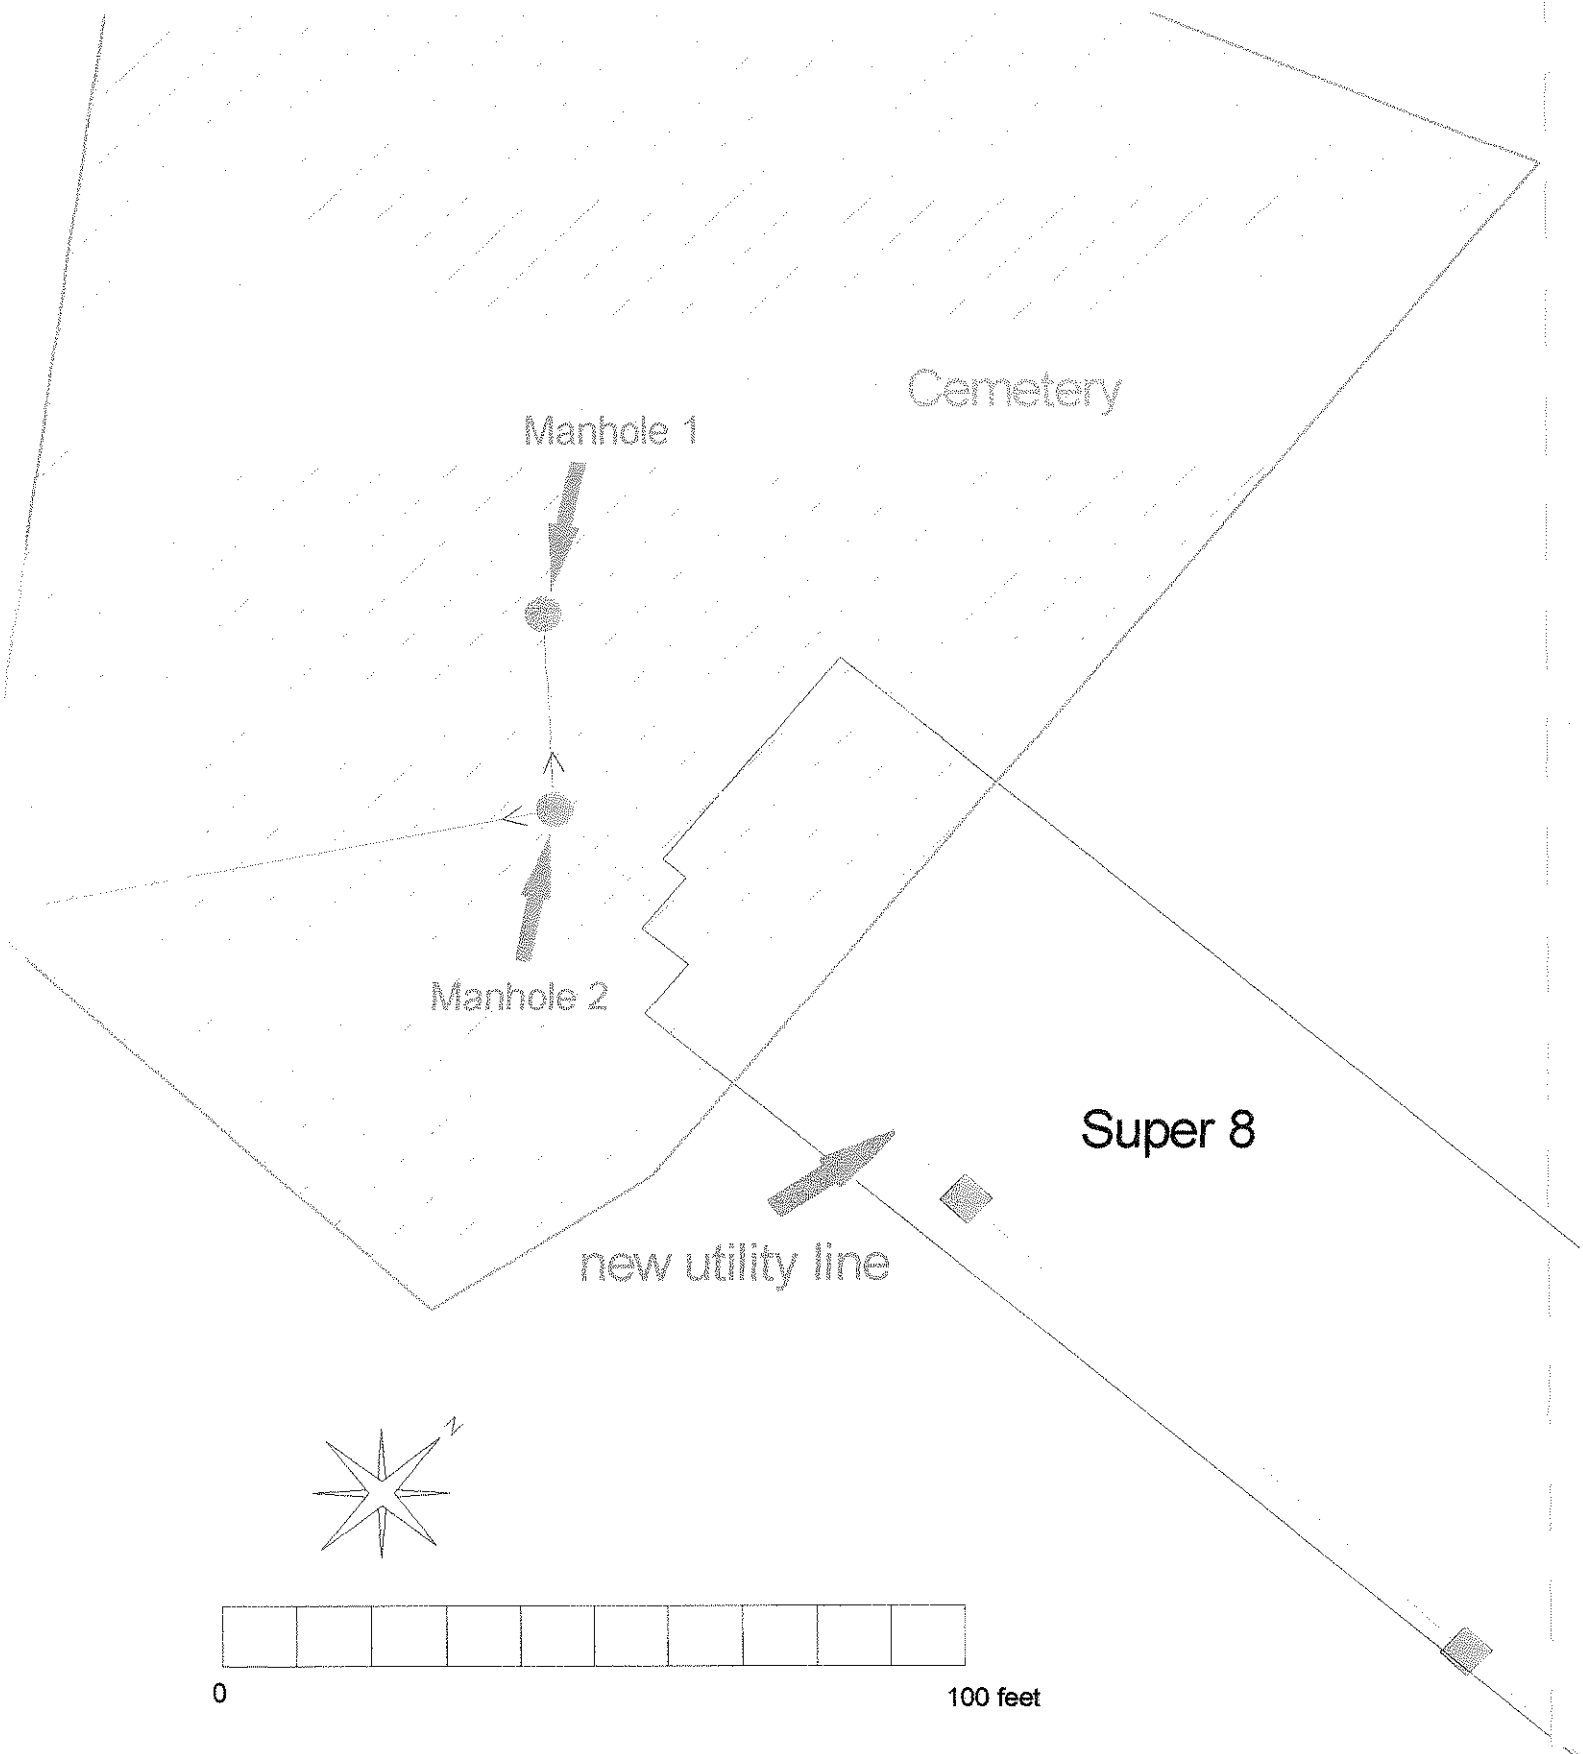 Cemetery
Manhole 1
Manhole 2
Super 8
new utility line
N
0
100 feet